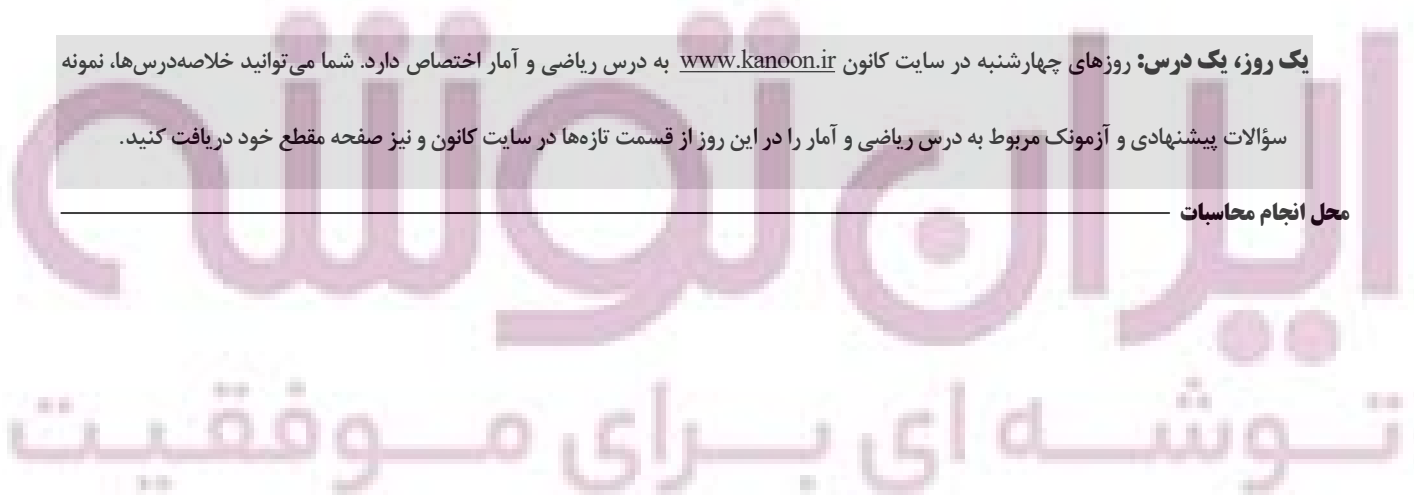 یک روز، یک درس: روزهای چهارشنبه در سایت کانون www.kanoon.ir به درس ریاضی و آمار اختصاص دارد. شما می‌توانید خلاصه‌درس‌ها، نمونه
سؤالات پیشنهادی و آزمونک مربوط به درس ریاضی و آمار را در این روز از قسمت تازه‌ها در سایت کانون و نیز صفحه مقطع خود دریافت کنید.
محل انجام محاسبات
ایران توشه
توشه ای برای موفقیت